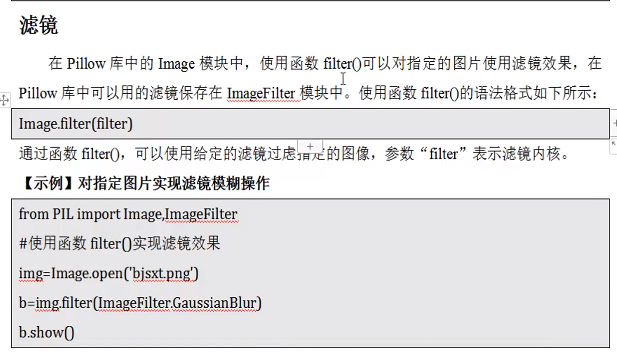 滤镜
在 Pillow 库中的 Image 模块中，使用函数 filter()可以对指定的图片使用滤镜效果，在
Pillow 库中可以用的滤镜保存在 ImageFilter 模块中。使用函数 filter()的语法格式如下所示：
Image.filter(filter)
通过函数 filter()，可以使用给定的滤镜过虑指定的图像，参数“filter”表示滤镜内核。
【示例】对指定图片实现滤镜模糊操作
from PIL import Image,ImageFilter
#使用函数 filter()实现滤镜效果
img=Image.open('bjsxt.png')
b=img.filter(ImageFilter.GaussianBlur)
b.show()